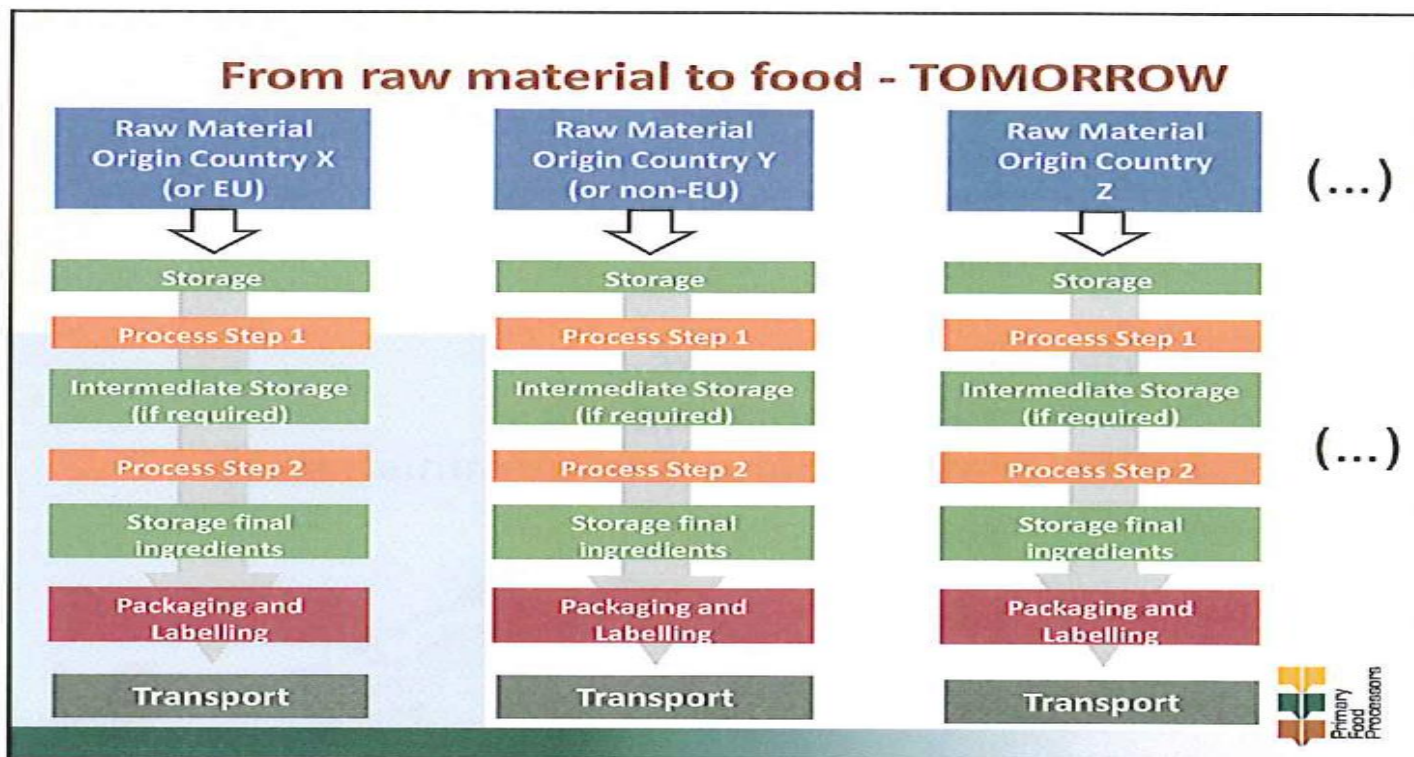 From raw material to food - TOMORROW
Raw Material
Origin Country X
(or EU)
Storage
Process Step 1
Intermediate Storage
(if required)
Process Step 2
Storage final
ingredients
Packaging and
Labelling
Transport
Raw Material
Origin Country Y
(or non-EU)
Storage
Process Step 1
Intermediate Storage
(if required)
Process Step 2
Storage final
ingredients
Packaging and
Labelling
Transport
Raw Material
Origin Country
Z
Storage
Process Step 1
Intermediate Storage
(if required)
Process Step 2
Storage final
ingredients
Packaging and
Labelling
Transport
(...)
(...)
Primary
Food
Processors